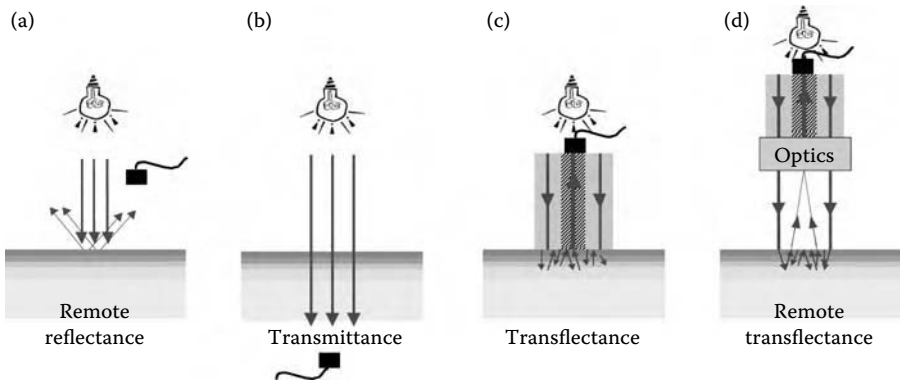 (a)
(b)
(c)
(d)
Optics
Remote
reflectance
Transmittance
Transflectance
Remote
transflectance